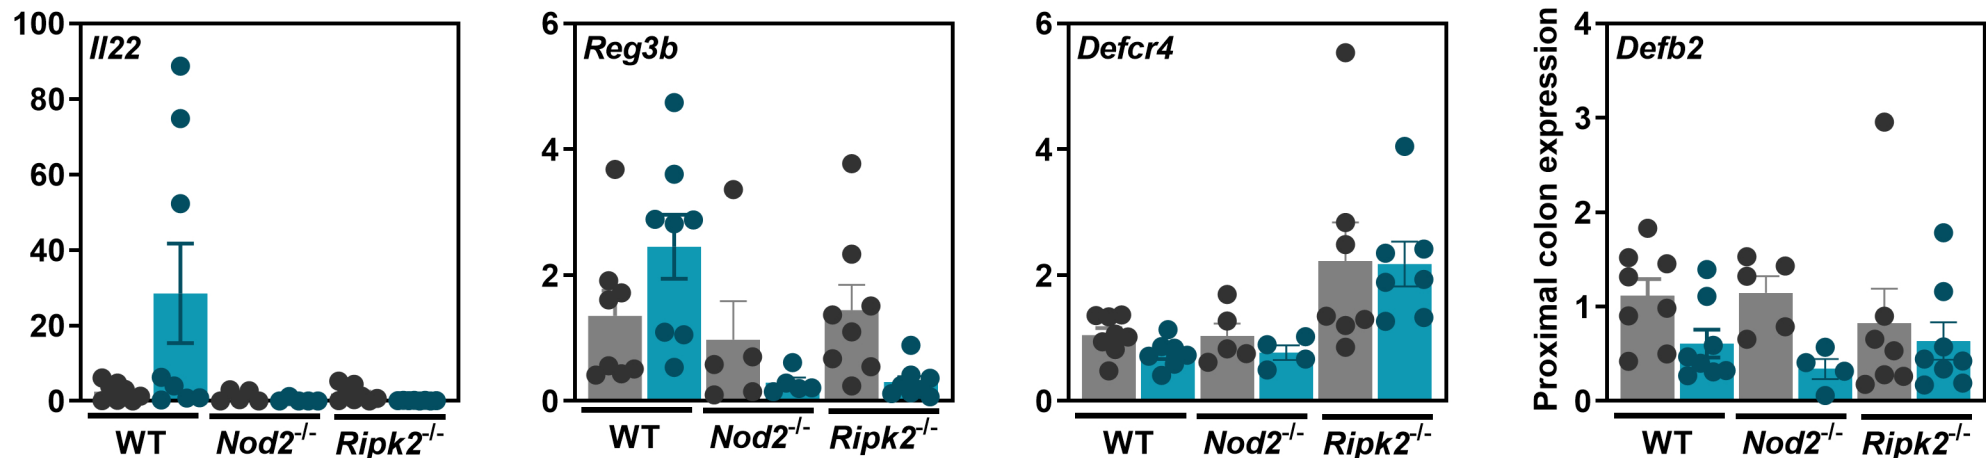 Il22
100
80
60
40
20
0
WT Nod2-/- Ripk2-/-
Reg3b
6
4
2
0
WT Nod2-/- Ripk2-/-
Defcr4
6
4
2
0
WT Nod2-/- Ripk2-/-
Proximal colon expression
Defb2
4
3
2
1
0
WT Nod2-/- Ripk2-/-